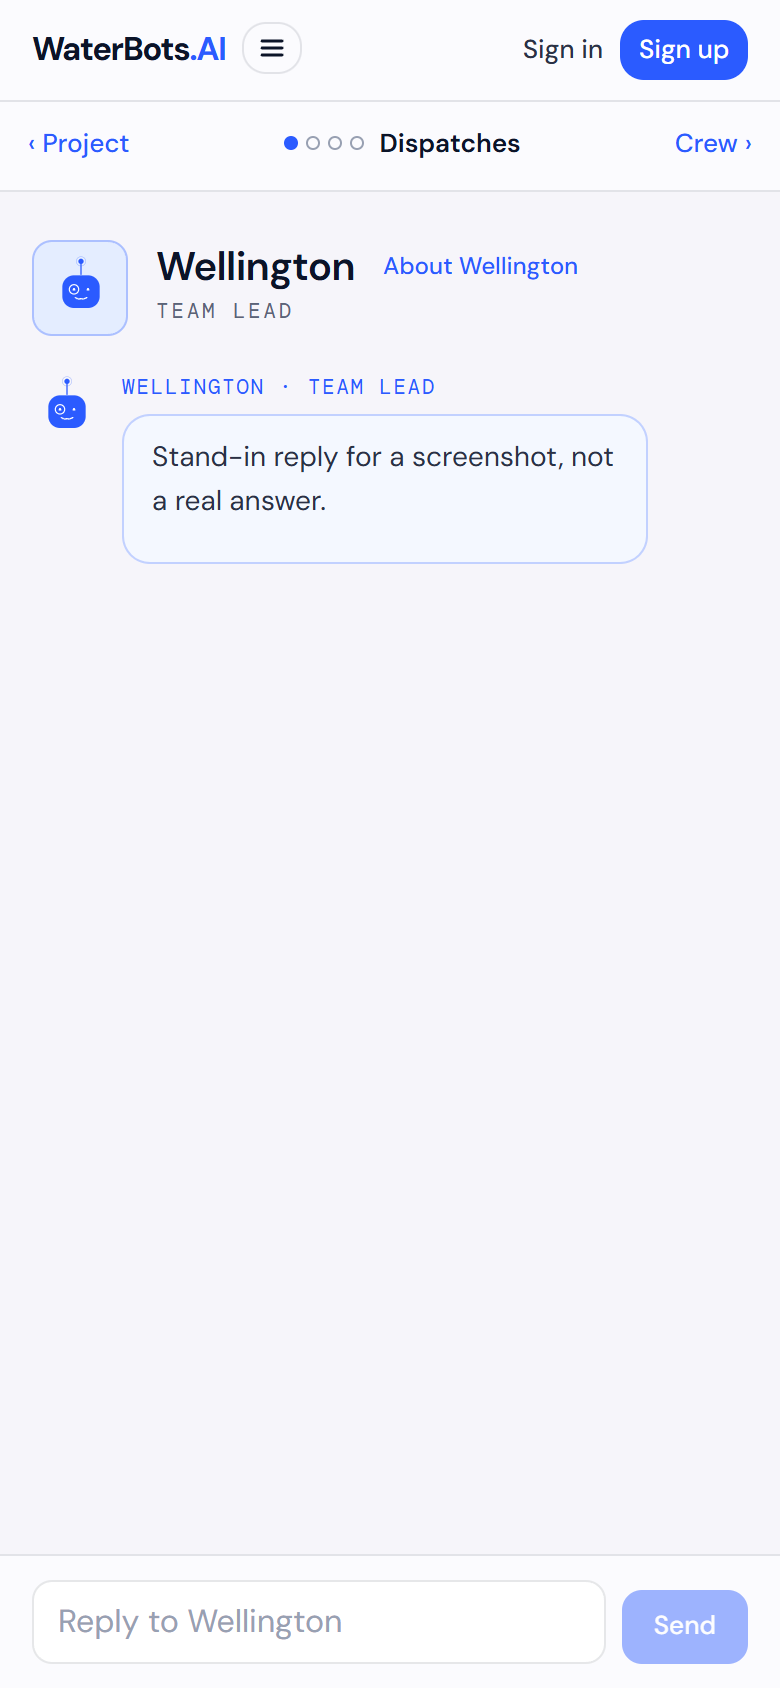 WaterBots.AI
Sign in
Sign up
‹ Project
Dispatches
Crew ›
Wellington
About Wellington
TEAM LEAD
WELLINGTON · TEAM LEAD
Stand-in reply for a screenshot, not
a real answer.
Reply to Wellington
Send